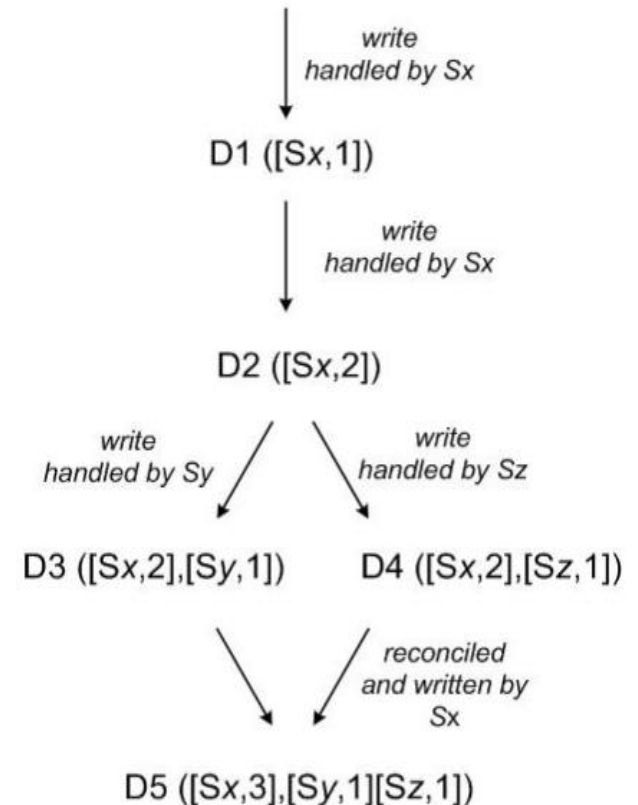 write
handled by Sx
D1 ([Sx,1])
write
handled by Sx
D2 ([Sx,2])
write
handled by Sy
write
handled by Sz
D3 ([Sx,2],[Sy,1])
D4 ([Sx,2],[Sz,1])
reconciled
and written by
Sx
D5 ([Sx,3],[Sy,1][Sz,1])